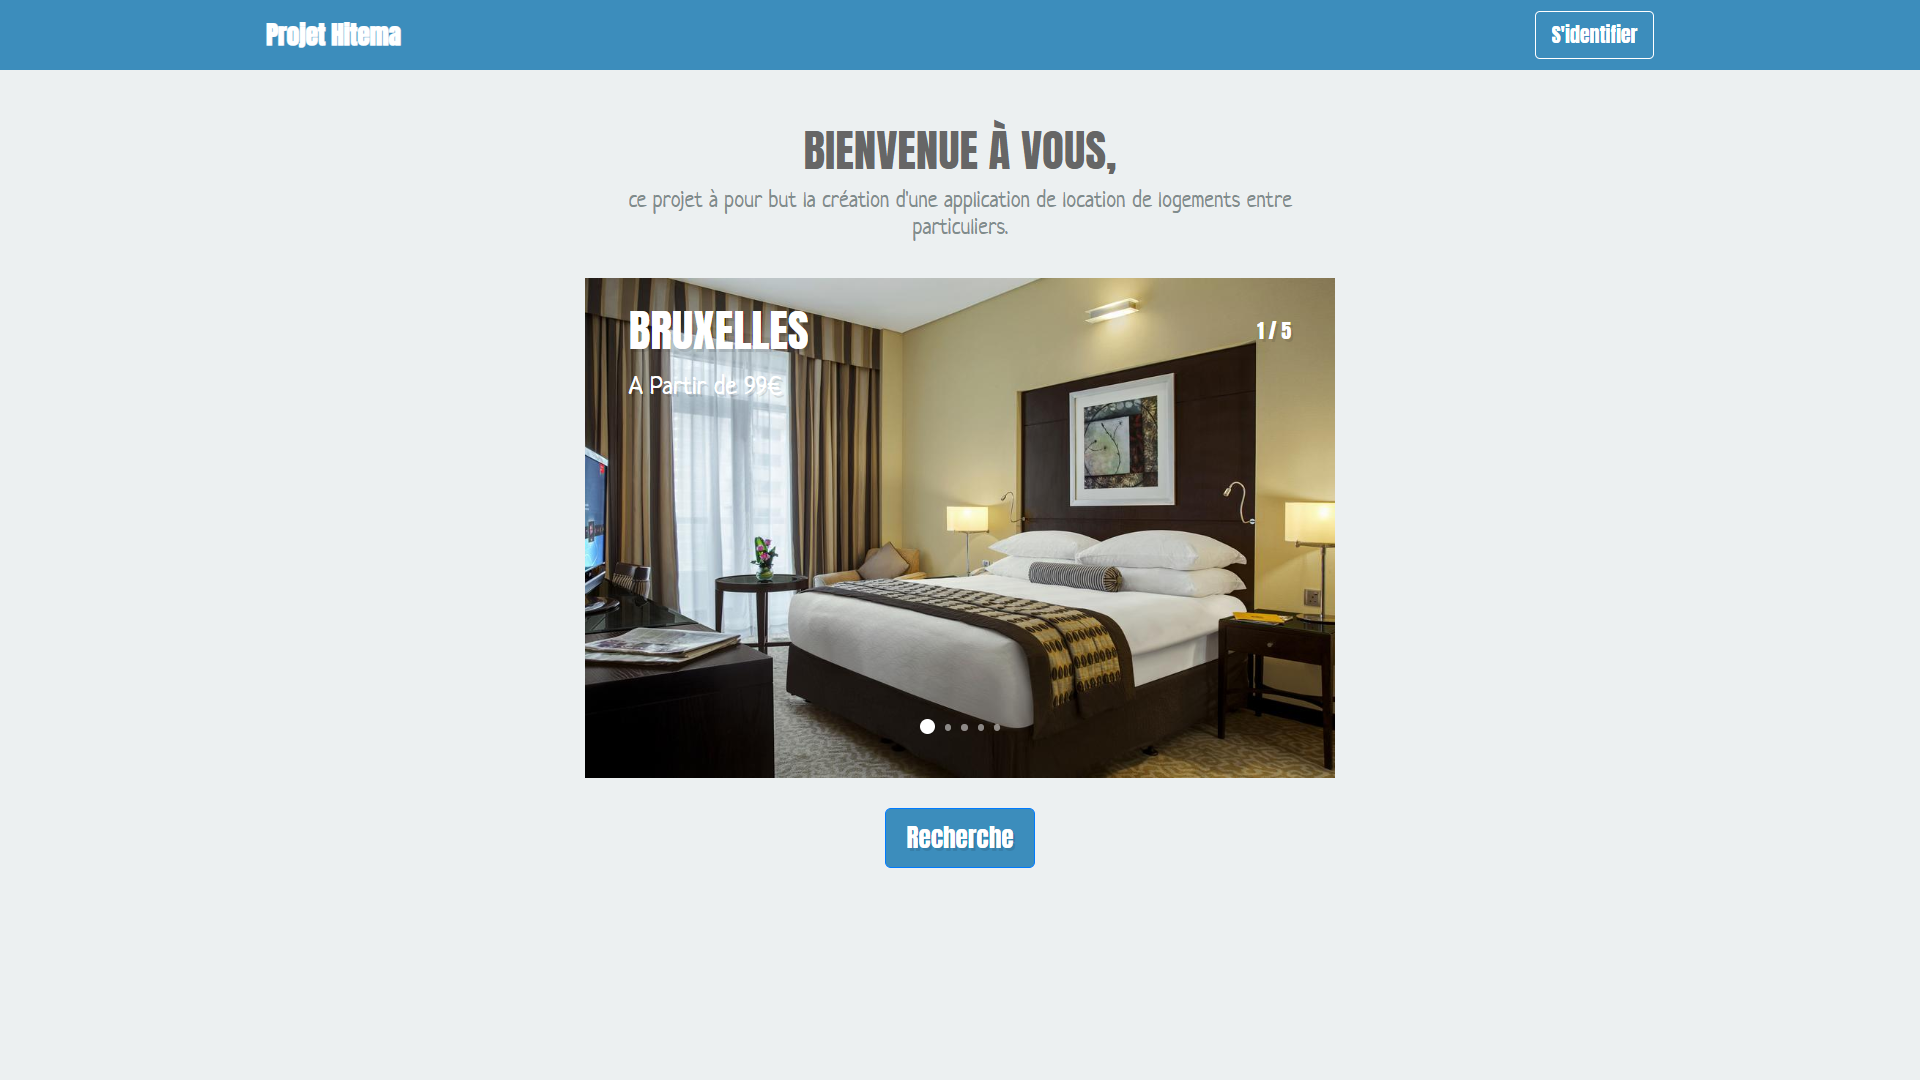 Projet Hitema
S'identifier
BIENVENUE À VOUS,
ce projet à pour but la création d'une application de location de logements entre
particuliers.
BRUXELLES
1 / 5
A Partir de 99€
Recherche